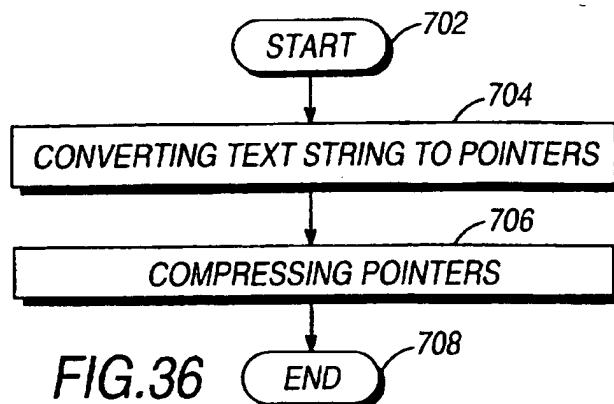 START
702
704
CONVERTING TEXT STRING TO POINTERS
706
COMPRESSING POINTERS
708
END
FIG.36